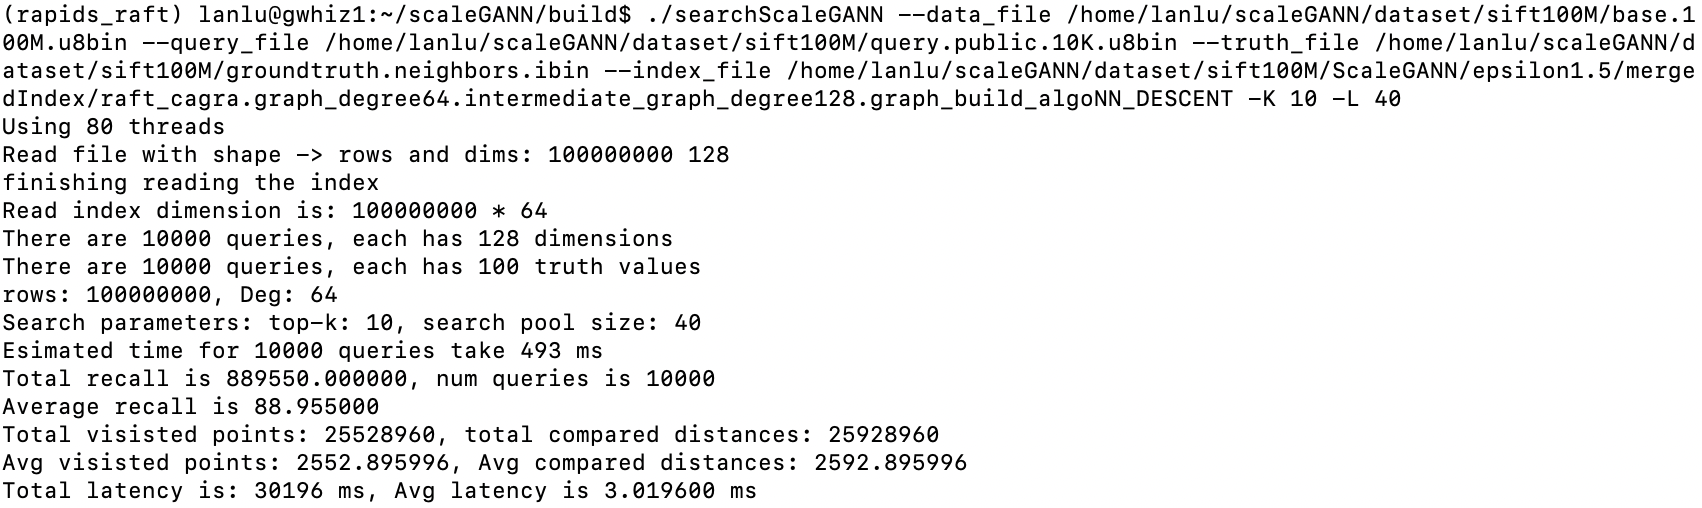 (rapids_raft) lanlu@gwhiz1:~/scaleGANN/build$ ./searchScaleGANN --data_file /home/lanlu/scaleGANN/dataset/sift100M/base.1
00M.u8bin --query_file /home/lanlu/scaleGANN/dataset/sift100M/query.public.10K.u8bin --truth_file /home/lanlu/scaleGANN/d
ataset/sift100M/groundtruth.neighbors.ibin --index_file /home/lanlu/scaleGANN/dataset/sift100M/ScaleGANN/epsilon1.5/merge
dIndex/raft_cagra.graph_degree64.intermediate_graph_degree128.graph_build_algoNN_DESCENT -K 10 -L 40
Using 80 threads
Read file with shape -> rows and dims: 100000000 128
finishing reading the index
Read index dimension is: 100000000 * 64
There are 10000 queries, each has 128 dimensions
There are 10000 queries, each has 100 truth values
rows: 100000000, Deg: 64
Search parameters: top-k: 10, search pool size: 40
Esimated time for 10000 queries take 493 ms
Total recall is 889550.000000, num queries is 10000
Average recall is 88.955000
Total visisted points: 25528960, total compared distances: 25928960
Avg visisted points: 2552.895996, Avg compared distances: 2592.895996
Total latency is: 30196 ms, Avg latency is 3.019600 ms